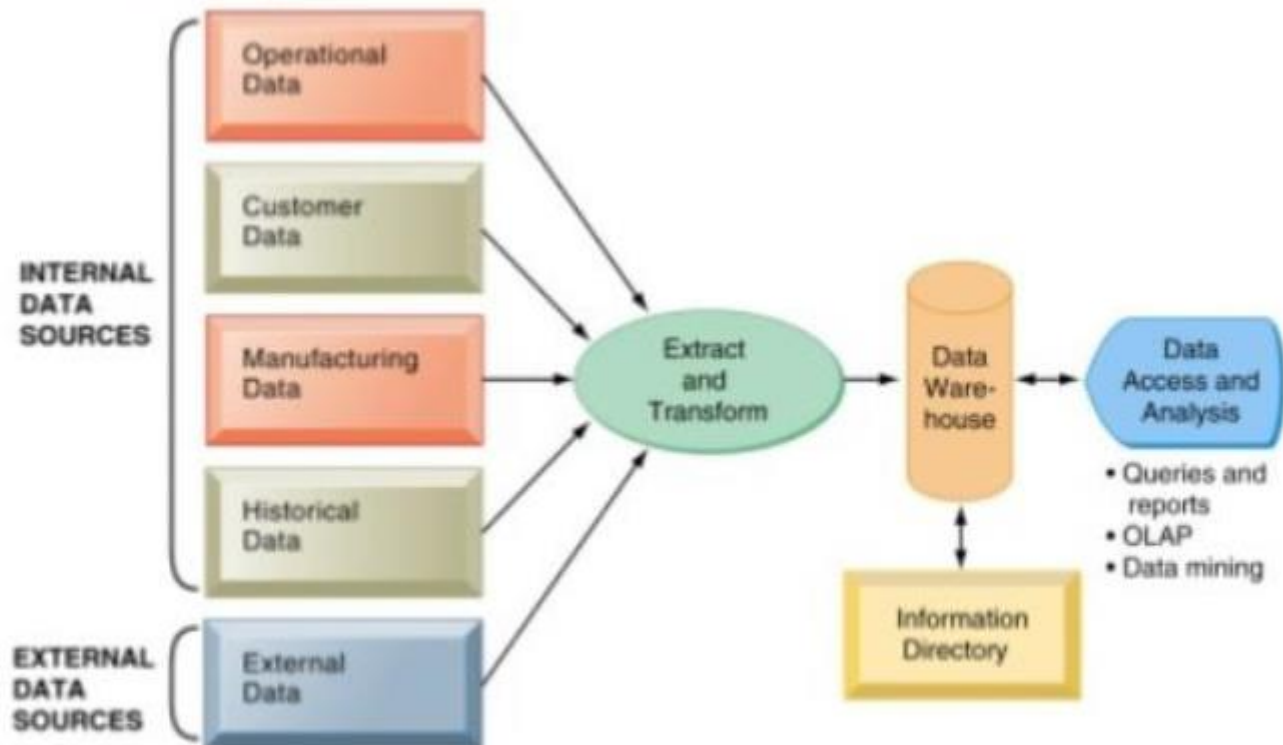 Operational
Data
Customer
Data
INTERNAL
DATA
SOURCES
Manufacturing
Data
Historical
Data
EXTERNAL
DATA
SOURCES
External
Data
Extract
and
Transform
Data
Ware-
house
Data
Access and
Analysis
• Queries and
reports
• OLAP
• Data mining
Information
Directory